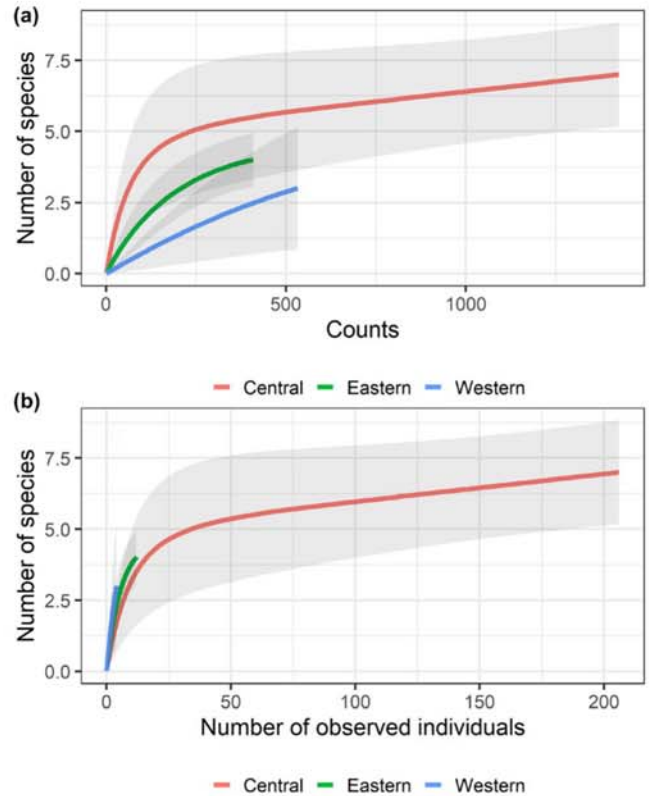 (a)
Number of species
7.5
5.0
2.5
0.0
0
500
1000
Counts
Central Eastern Western
(b)
Number of species
7.5
5.0
2.5
0.0
0
50
100
150
200
Number of observed individuals
Central Eastern Western